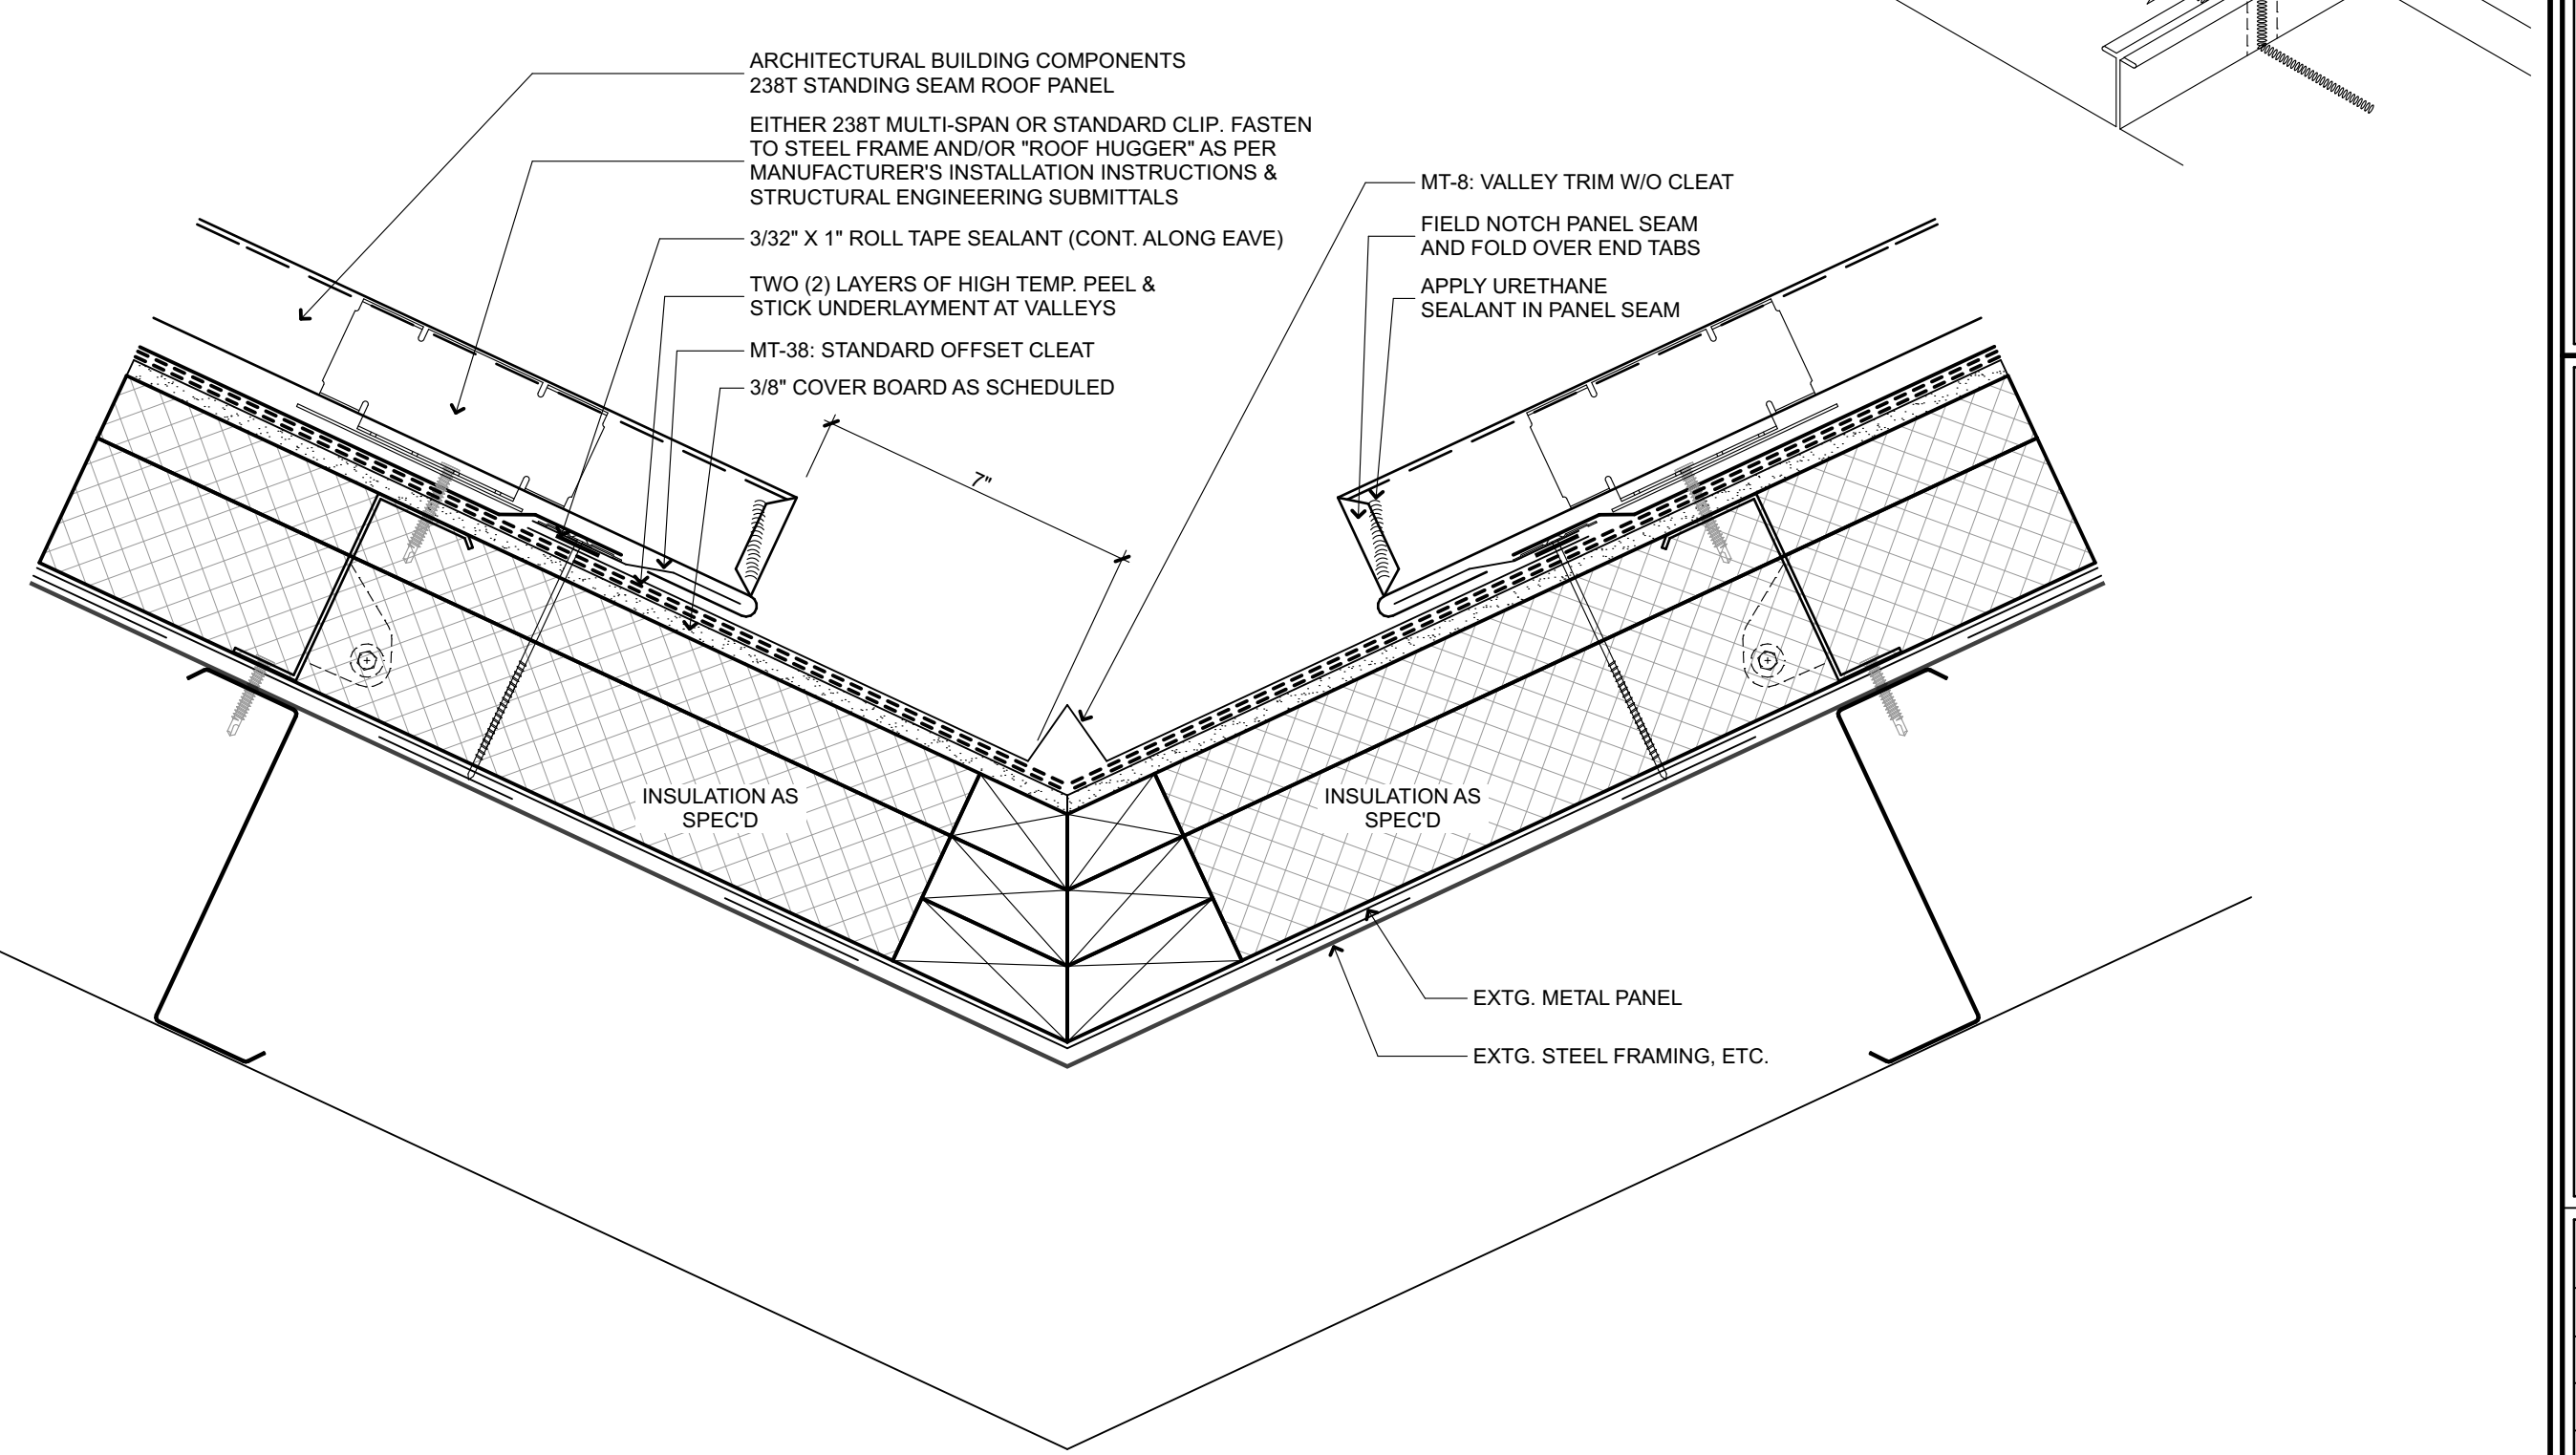 ARCHITECTURAL BUILDING COMPONENTS
238T STANDING SEAM ROOF PANEL
EITHER 238T MULTI-SPAN OR STANDARD CLIP. FASTEN
TO STEEL FRAME AND/OR "ROOF HUGGER" AS PER
MANUFACTURER'S INSTALLATION INSTRUCTIONS &
STRUCTURAL ENGINEERING SUBMITTALS
3/32" X 1" ROLL TAPE SEALANT (CONT. ALONG EAVE)
TWO (2) LAYERS OF HIGH TEMP. PEEL &
STICK UNDERLAYMENT AT VALLEYS
MT-38: STANDARD OFFSET CLEAT
3/8" COVER BOARD AS SCHEDULED
MT-8: VALLEY TRIM W/O CLEAT
FIELD NOTCH PANEL SEAM
AND FOLD OVER END TABS
APPLY URETHANE
SEALANT IN PANEL SEAM
7"
INSULATION AS
SPEC'D
INSULATION AS
SPEC'D
EXTG. METAL PANEL
EXTG. STEEL FRAMING, ETC.